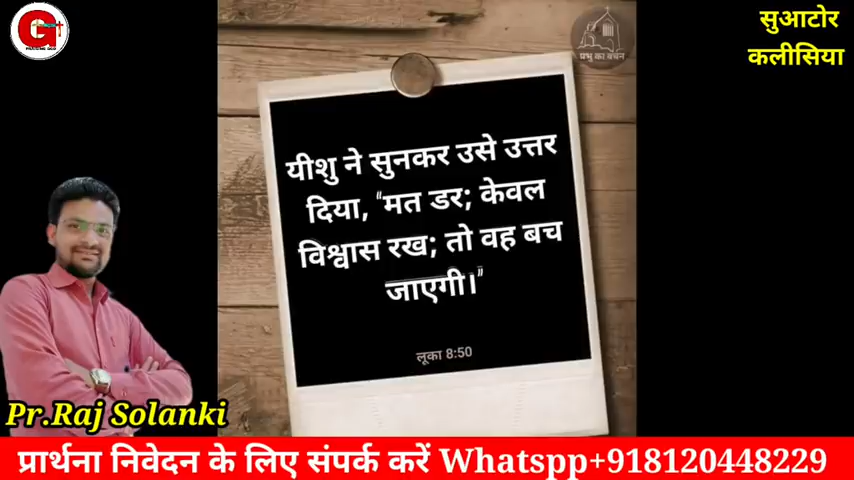 सुआटोर
कलीसिया
प्रभु का वचन
यीशु ने सुनकर उसे उत्तर
दिया, "मत डर; केवल
विश्वास रख; तो वह बच
जाएगी।"
लूका 8:50
Pr.Raj Solanki
प्रार्थना निवेदन के लिए संपर्क करें Whatspp+918120448229